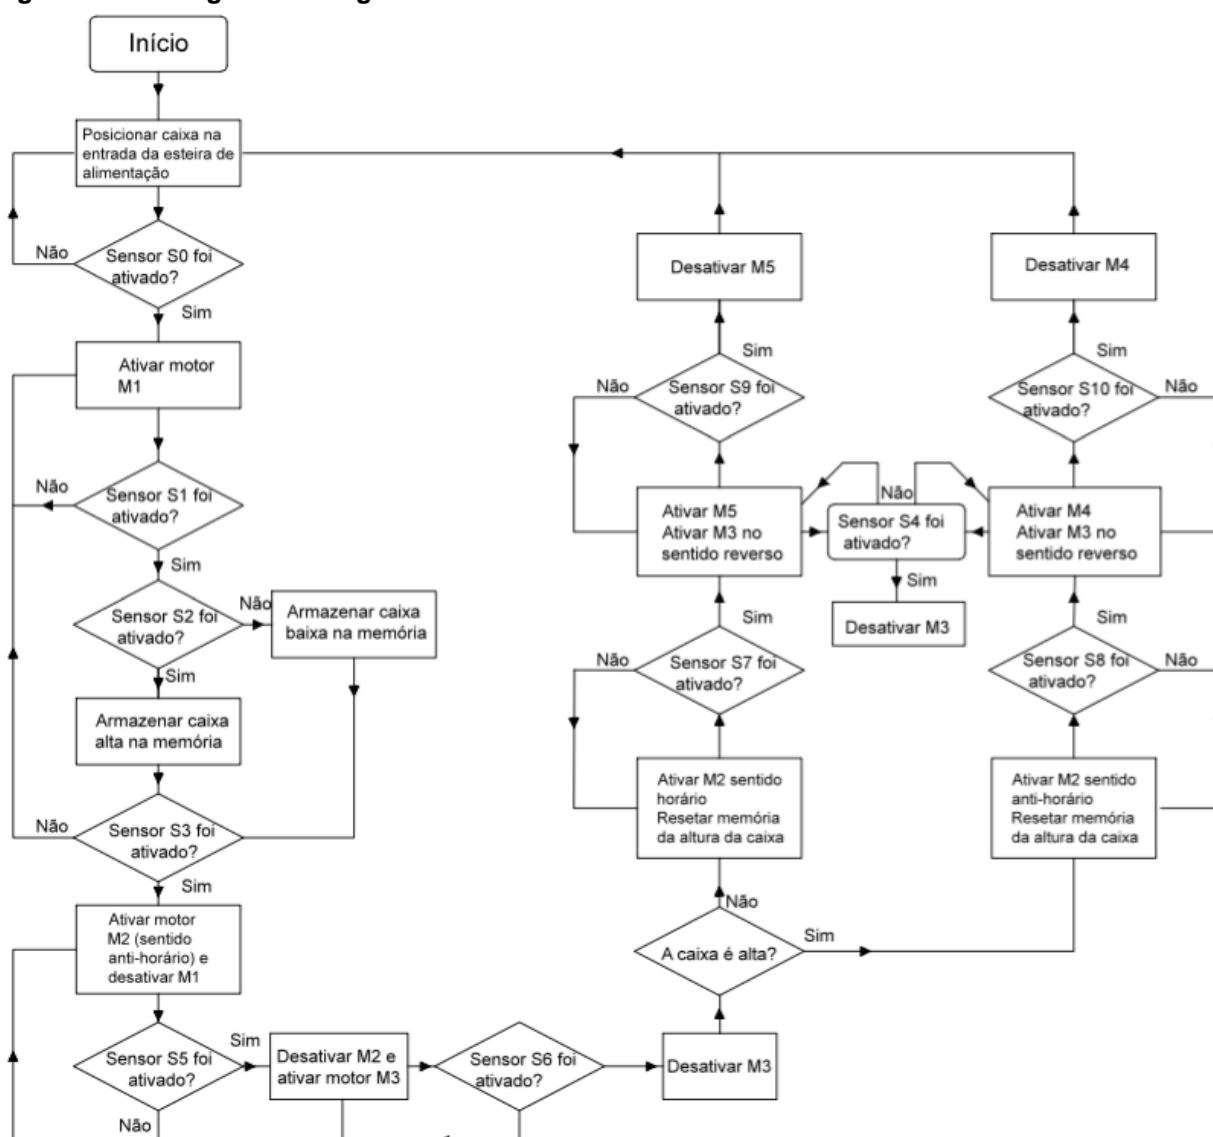 Início
Posicionar caixa na
entrada da esteira de
alimentação
Não
Sensor S0 foi
ativado?
Sim
Ativar motor
M1
Não
Sensor S1 foi
ativado?
Sim
Sensor S2 foi
ativado?
Não
Armazenar caixa
baixa na memória
Sim
Armazenar caixa
alta na memória
Não
Sensor S3 foi
ativado?
Sim
Ativar motor
M2 (sentido
anti-horário) e
desativar M1
Sensor S5 foi
ativado?
Sim
Não
Desativar M2 e
ativar motor M3
Sensor S6 foi
ativado?
Desativar M3
A caixa é alta?
Não
Sim
Ativar M2 sentido
horário
Resetar memória
da altura da caixa
Não
Sensor S7 foi
ativado?
Sim
Ativar M5
Ativar M3 no
sentido reverso
Não
Sensor S4 foi
ativado?
Sim
Desativar M3
Não
Sensor S9 foi
ativado?
Sim
Desativar M5
Ativar M2 sentido
anti-horário
Resetar memória
da altura da caixa
Sensor S8 foi
ativado?
Não
Sim
Ativar M4
Ativar M3 no
sentido reverso
Sensor S10 foi
ativado?
Não
Sim
Desativar M4